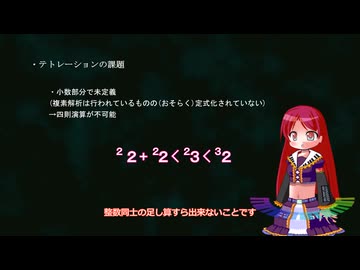 ・テトレーションの課題
・小数部分で未定義
（複素解析は行われているものの（おそらく）定式化されていない）
→四則演算が不可能
² 2 + ²2 < ²3 < ³2
整数同士の足し算すら出来ないことです